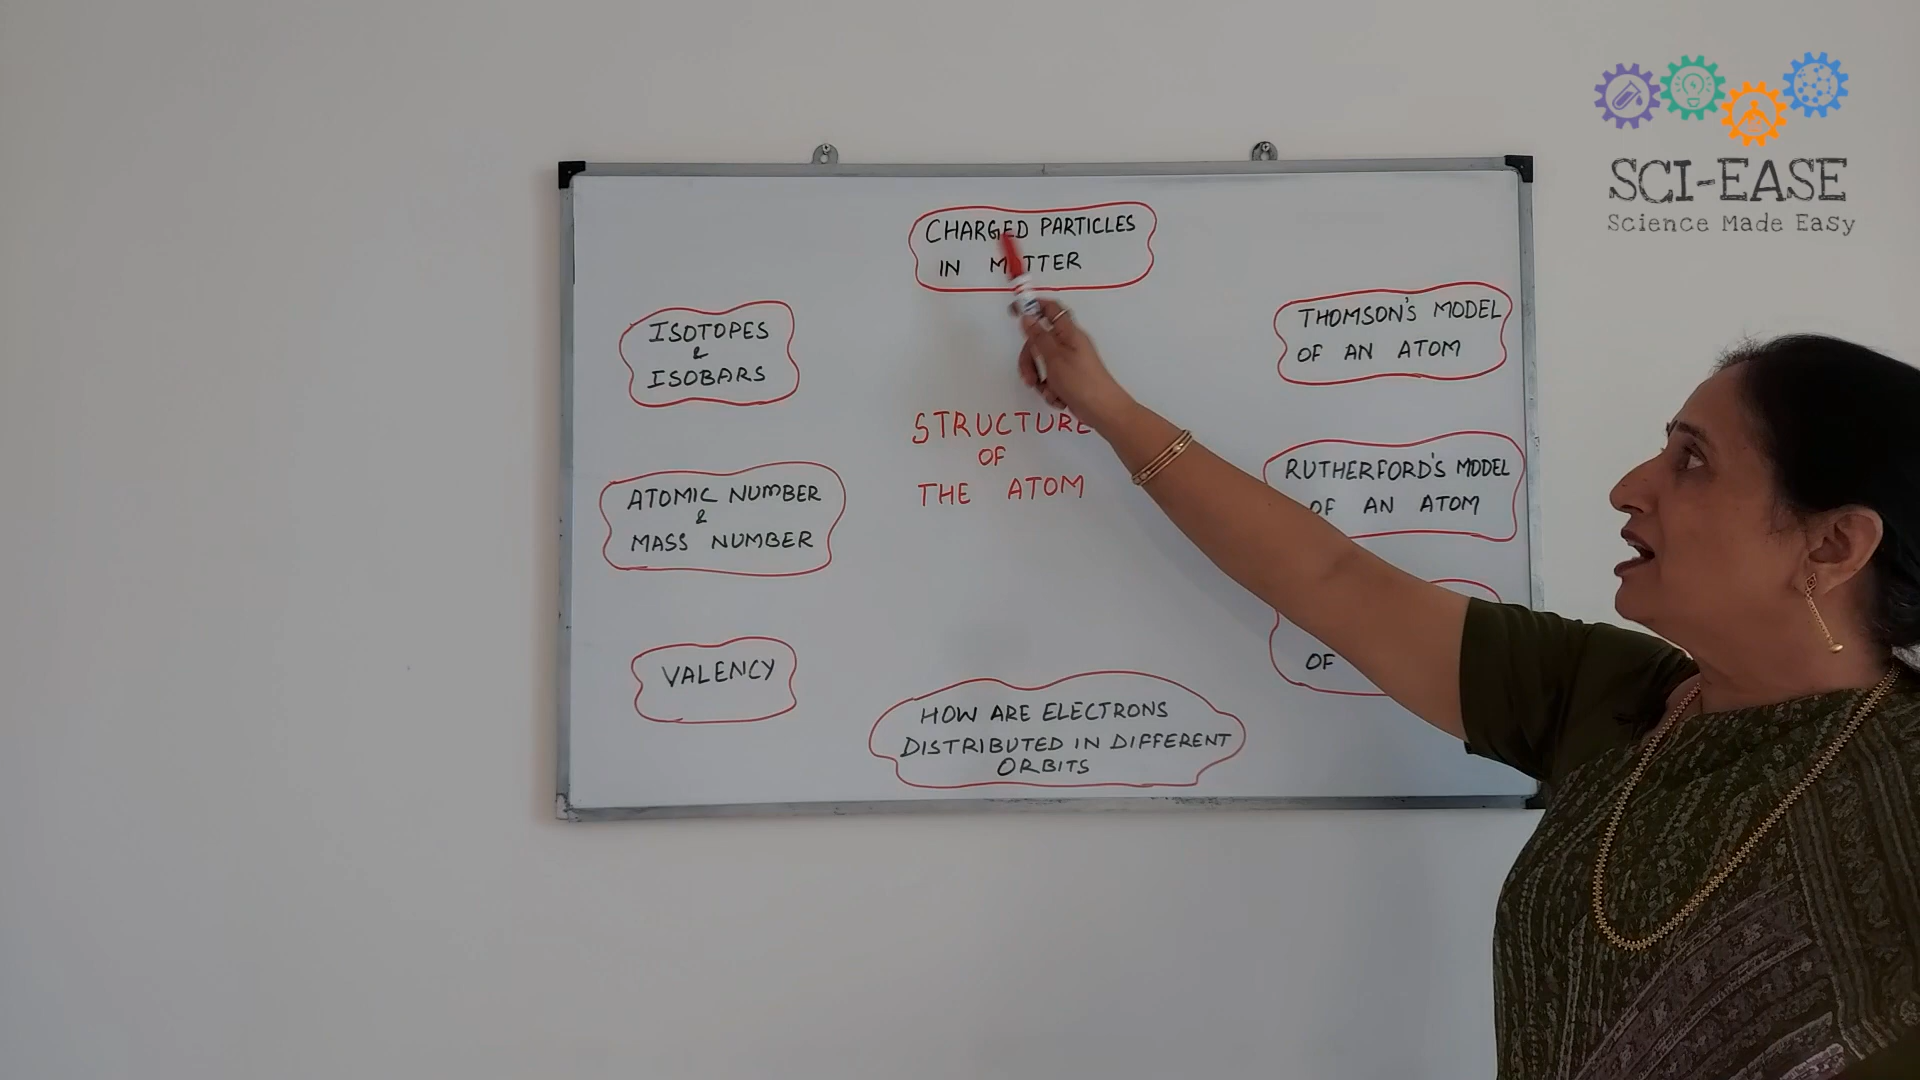 SCI-EASE
Science Made Easy
CHARGED PARTICLES
IN MATTER
THOMSON'S MODEL
OF AN ATOM
RUTHERFORD'S MODEL
OF AN ATOM
OF
HOW ARE ELECTRONS
DISTRIBUTED IN DIFFERENT
ORBITS
VALENCY
ATOMIC NUMBER
&
MASS NUMBER
ISOTOPES
&
ISOBARS
STRUCTURE
OF
THE ATOM